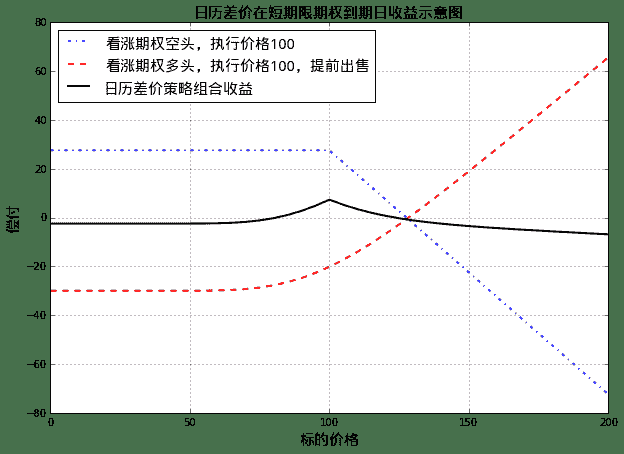 日历差价在短期限期权到期日收益示意图
看涨期权空头，执行价格100
看涨期权多头，执行价格100，提前出售
日历差价策略组合收益
偿付
80
60
40
20
0
−20
−40
−60
−80
0 50 100 150 200
标的价格